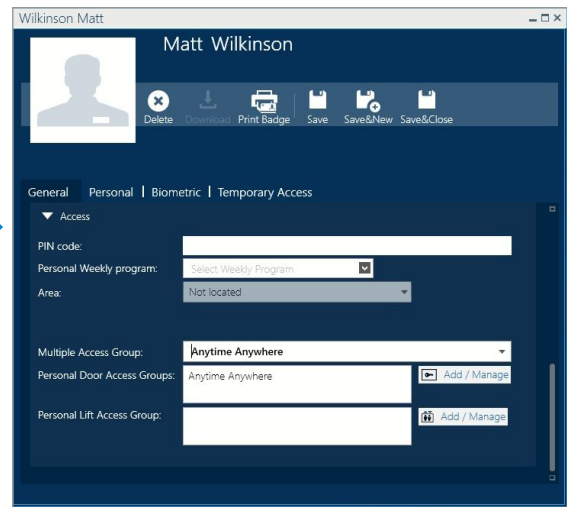 Wilkinson Matt
Matt Wilkinson
Delete Download Print Badge Save Save&New Save&Close
General Personal Biometric Temporary Access
Access
PIN code:
Personal Weekly program: Select Weekly Program
Area: Not located
Multiple Access Group: Anytime Anywhere
Personal Door Access Groups: Anytime Anywhere Add / Manage
Personal Lift Access Group: Add / Manage